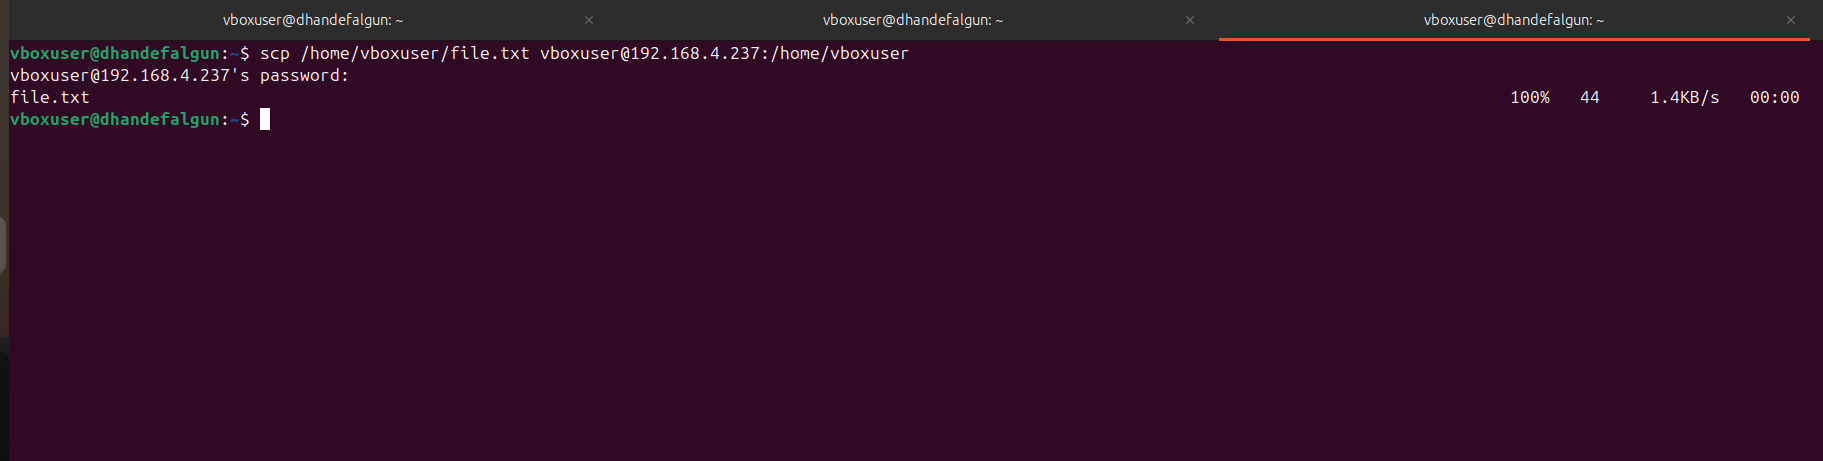 vboxuser@dhandefalgun: ~ × vboxuser@dhandefalgun: ~ × vboxuser@dhandefalgun: ~ ×
vboxuser@dhandefalgun:~$ scp /home/vboxuser/file.txt vboxuser@192.168.4.237:/home/vboxuser
vboxuser@192.168.4.237's password:
file.txt 100% 44 1.4KB/s 00:00
vboxuser@dhandefalgun:~$